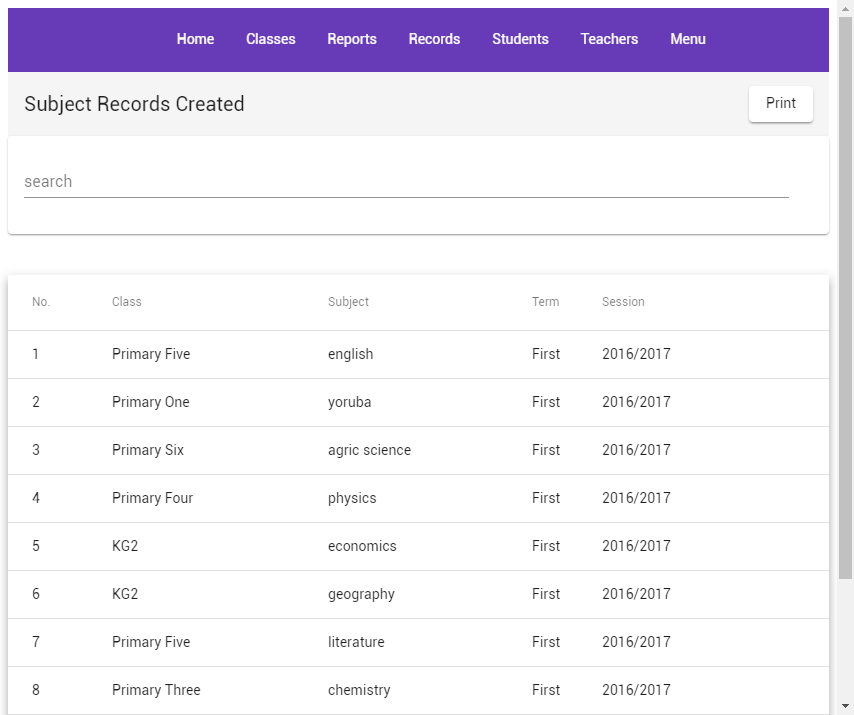 Home Classes Reports Records Students Teachers Menu
Subject Records Created Print
search
No. Class Subject Term Session
1 Primary Five english First 2016/2017
2 Primary One yoruba First 2016/2017
3 Primary Six agric science First 2016/2017
4 Primary Four physics First 2016/2017
5 KG2 economics First 2016/2017
6 KG2 geography First 2016/2017
7 Primary Five literature First 2016/2017
8 Primary Three chemistry First 2016/2017